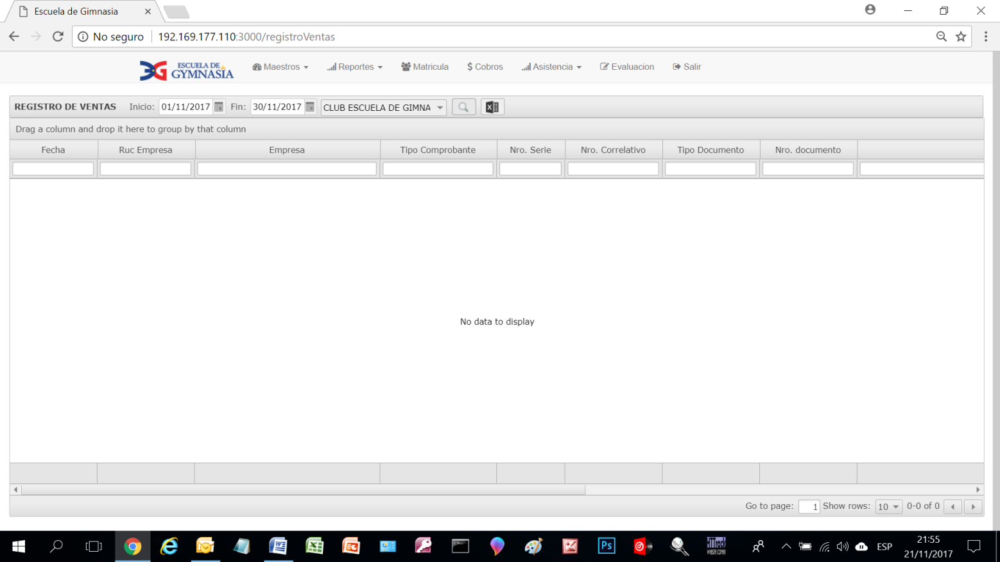 Escuela de Gimnasia
No seguro 192.169.177.110:3000/registroVentas
ESCUELA DE GYMNASIA
Maestros Reportes Matricula $ Cobros Asistencia Evaluacion Salir
REGISTRO DE VENTAS Inicio: 01/11/2017 Fin: 30/11/2017 CLUB ESCUELA DE GIMNA
Drag a column and drop it here to group by that column
Fecha Ruc Empresa Empresa Tipo Comprobante Nro. Serie Nro. Correlativo Tipo Documento Nro. documento
No data to display
Go to page: 1 Show rows: 10 0-0 of 0
Ps ESP 21:55
21/11/2017